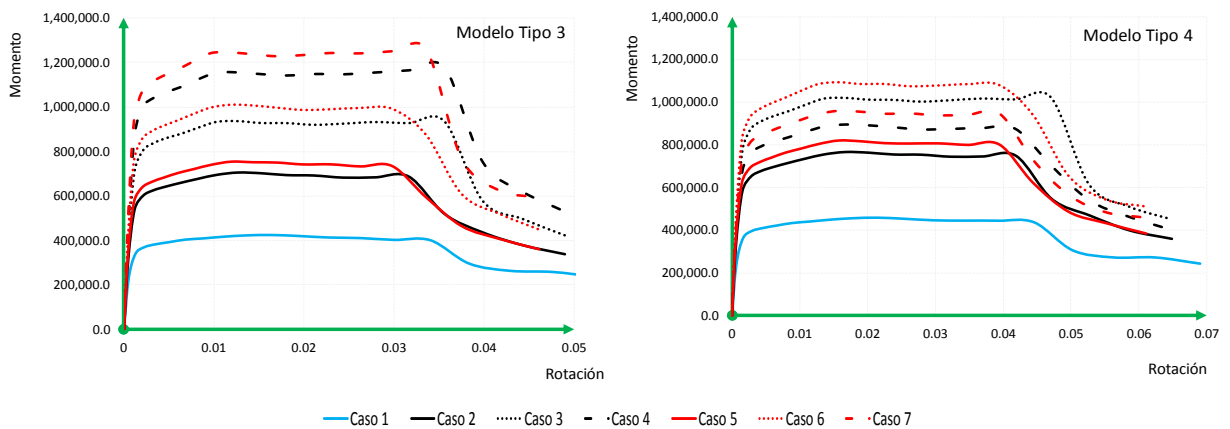 Modelo Tipo 3
Momento
1,400,000.0
1,200,000.0
1,000,000.0
800,000.0
600,000.0
400,000.0
200,000.0
0.0
0 0.01 0.02 0.03 0.04 0.05
Rotación
Modelo Tipo 4
Momento
1,400,000.0
1,200,000.0
1,000,000.0
800,000.0
600,000.0
400,000.0
200,000.0
0.0
0 0.01 0.02 0.03 0.04 0.05 0.06 0.07
Rotación
Caso 1 Caso 2 Caso 3 Caso 4 Caso 5 Caso 6 Caso 7